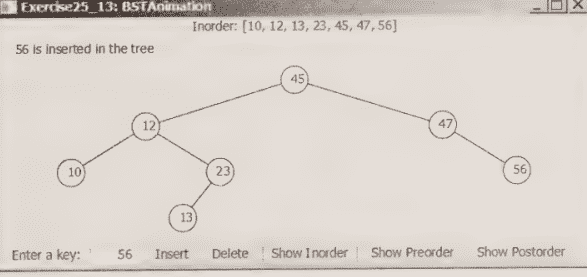 Exercise25_13: BSTAnimation
Inorder: [10, 12, 13, 23, 45, 47, 56]
56 is inserted in the tree
45
12
47
10
23
56
13
Enter a key: 56 Insert Delete Show Inorder Show Preorder Show Postorder